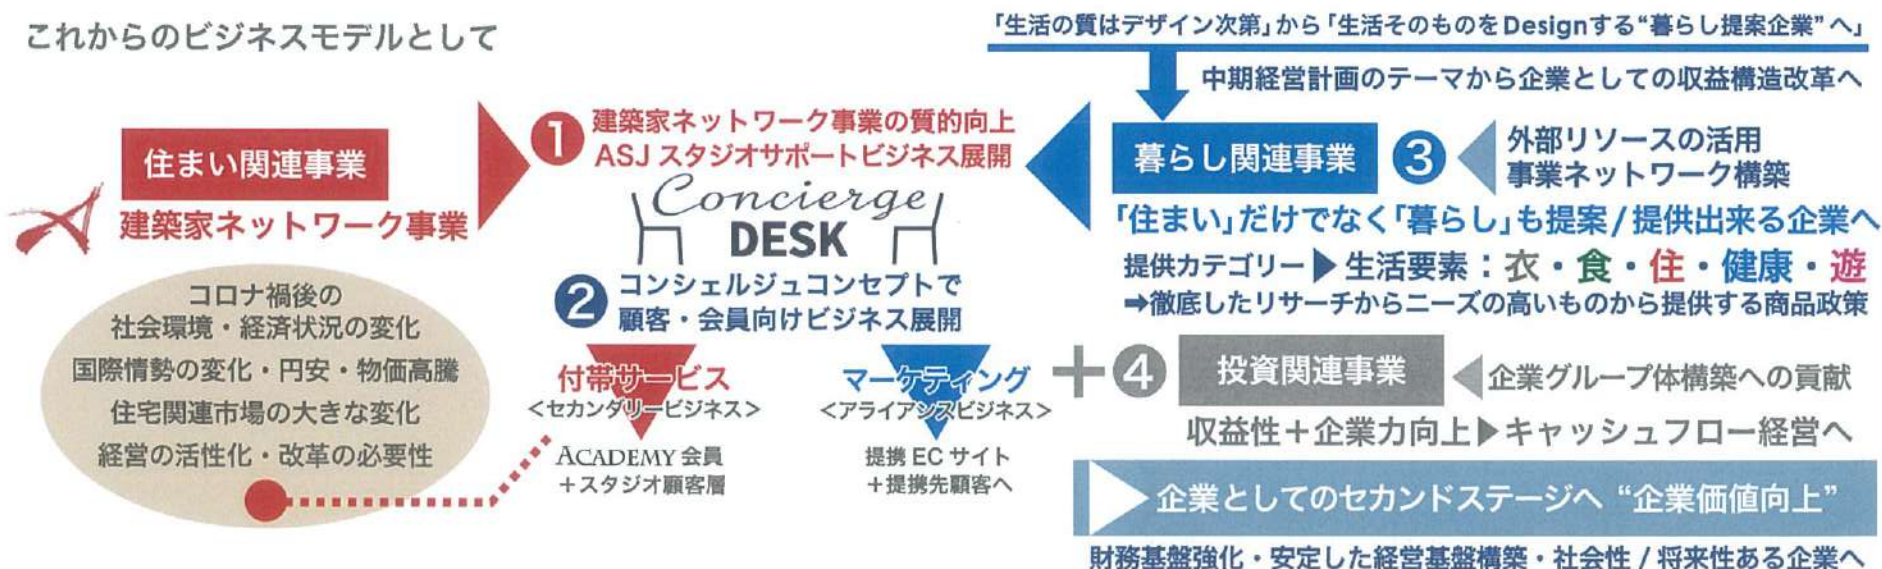 これからのビジネスモデルとして
「生活の質はデザイン次第」から「生活そのものをDesignする“暮らし提案企業”へ」
中期経営計画のテーマから企業としての収益構造改革へ
住まい関連事業
建築家ネットワーク事業
❶ 建築家ネットワーク事業の質的向上
ASJ スタジオサポートビジネス展開
Concierge
DESK
❷ コンシェルジュコンセプトで
顧客・会員向けビジネス展開
暮らし関連事業 ❸
外部リソースの活用
事業ネットワーク構築
「住まい」だけでなく「暮らし」も提案/提供出来る企業へ
提供カテゴリー▶生活要素：衣・食・住・健康・遊
➡徹底したリサーチからニーズの高いものから提供する商品政策
コロナ禍後の
社会環境・経済状況の変化
国際情勢の変化・円安・物価高騰
住宅関連市場の大きな変化
経営の活性化・改革の必要性
付帯サービス
＜セカンダリービジネス＞
ACADEMY 会員
＋スタジオ顧客層
マーケティング
＜アライアンスビジネス＞
提携 EC サイト
＋提携先顧客へ
＋❹ 投資関連事業
企業グループ体構築への貢献
収益性＋企業力向上▶キャッシュフロー経営へ
企業としてのセカンドステージへ “企業価値向上”
財務基盤強化・安定した経営基盤構築・社会性 / 将来性ある企業へ